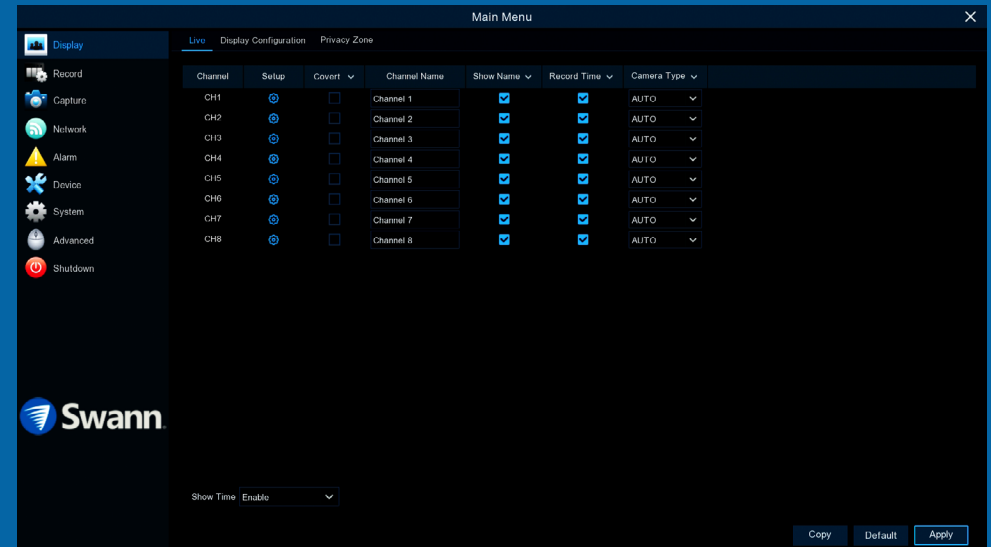 Main Menu
Display
Record
Capture
Network
Alarm
Device
System
Advanced
Shutdown
Swann
Live Display Configuration Privacy Zone
Channel Setup Covert Channel Name Show Name Record Time Camera Type
CH1 Channel 1 AUTO
CH2 Channel 2 AUTO
CH3 Channel 3 AUTO
CH4 Channel 4 AUTO
CH5 Channel 5 AUTO
CH6 Channel 6 AUTO
CH7 Channel 7 AUTO
CH8 Channel 8 AUTO
Show Time Enable
Copy Default Apply